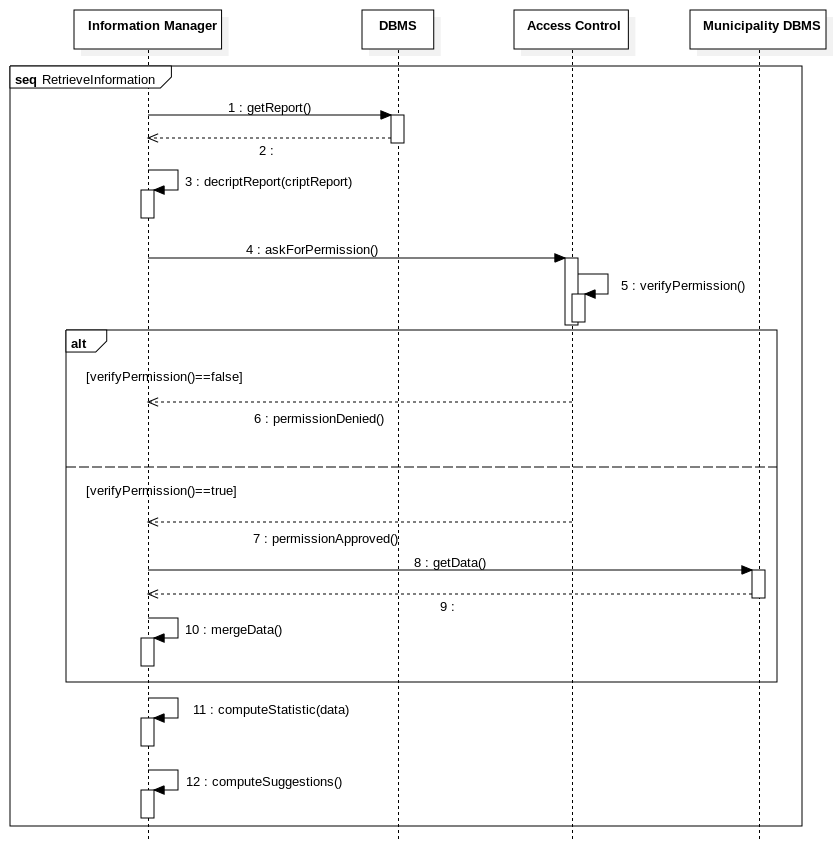 Information Manager
DBMS
Access Control
Municipality DBMS
seq RetrieveInformation
1 : getReport()
2 :
3 : decriptReport(criptReport)
4 : askForPermission()
5 : verifyPermission()
alt
[verifyPermission()==false]
6 : permissionDenied()
[verifyPermission()==true]
7 : permissionApproved()
8 : getData()
9 :
10 : mergeData()
11 : computeStatistic(data)
12 : computeSuggestions()